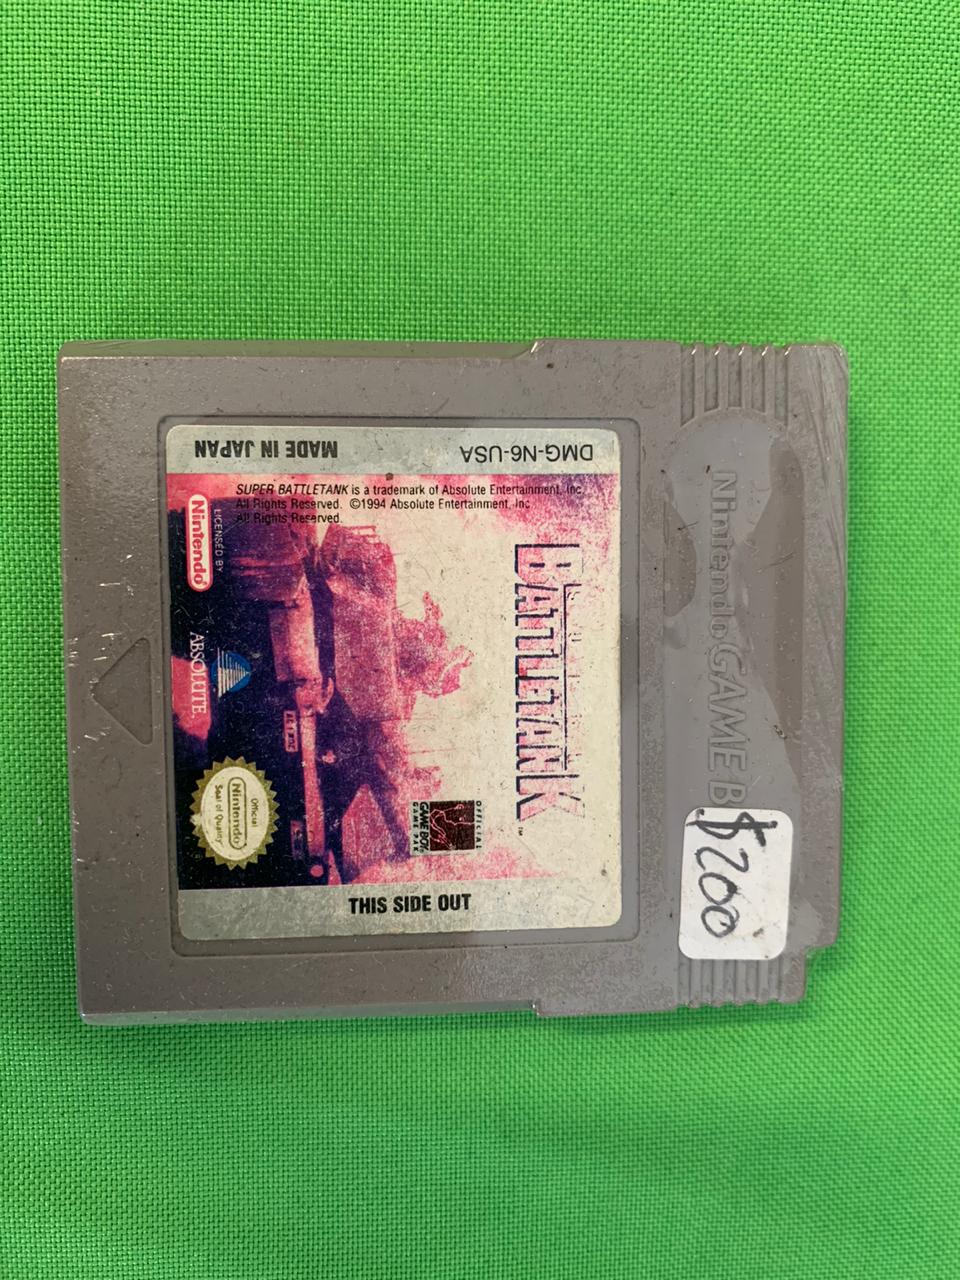 Nintendo GAME B
$200
DMG-N6-USA
MADE IN JAPAN
SUPER BATTLETANK is a trademark of Absolute Entertainment, Inc.
All Rights Reserved. ©1994 Absolute Entertainment, Inc
All Rights Reserved.
SUPER
BATTLETANK™
OFFICIAL
GAME BOY
GAME PAK
THIS SIDE OUT
LICENSED BY
Nintendo
ABSOLUTE
Official
Nintendo
Seal of Quality